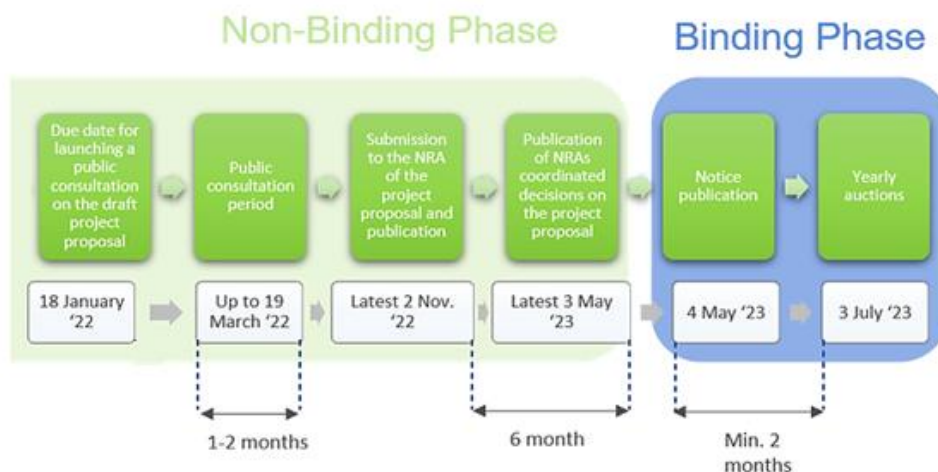 Non-Binding Phase
Binding Phase
Due date for
launching a
public
consultation
on the draft
project
proposal
Public
consultation
period
Submission
to the NRA
of the
project
proposal and
publication
Publication
of NRAs
coordinated
decisions on
the project
proposal
Notice
publication
Yearly
auctions
18 January
'22
Up to 19
March '22
Latest 2 Nov.
'22
Latest 3 May
'23
4 May '23
3 July '23
1-2 months
6 month
Min. 2
months